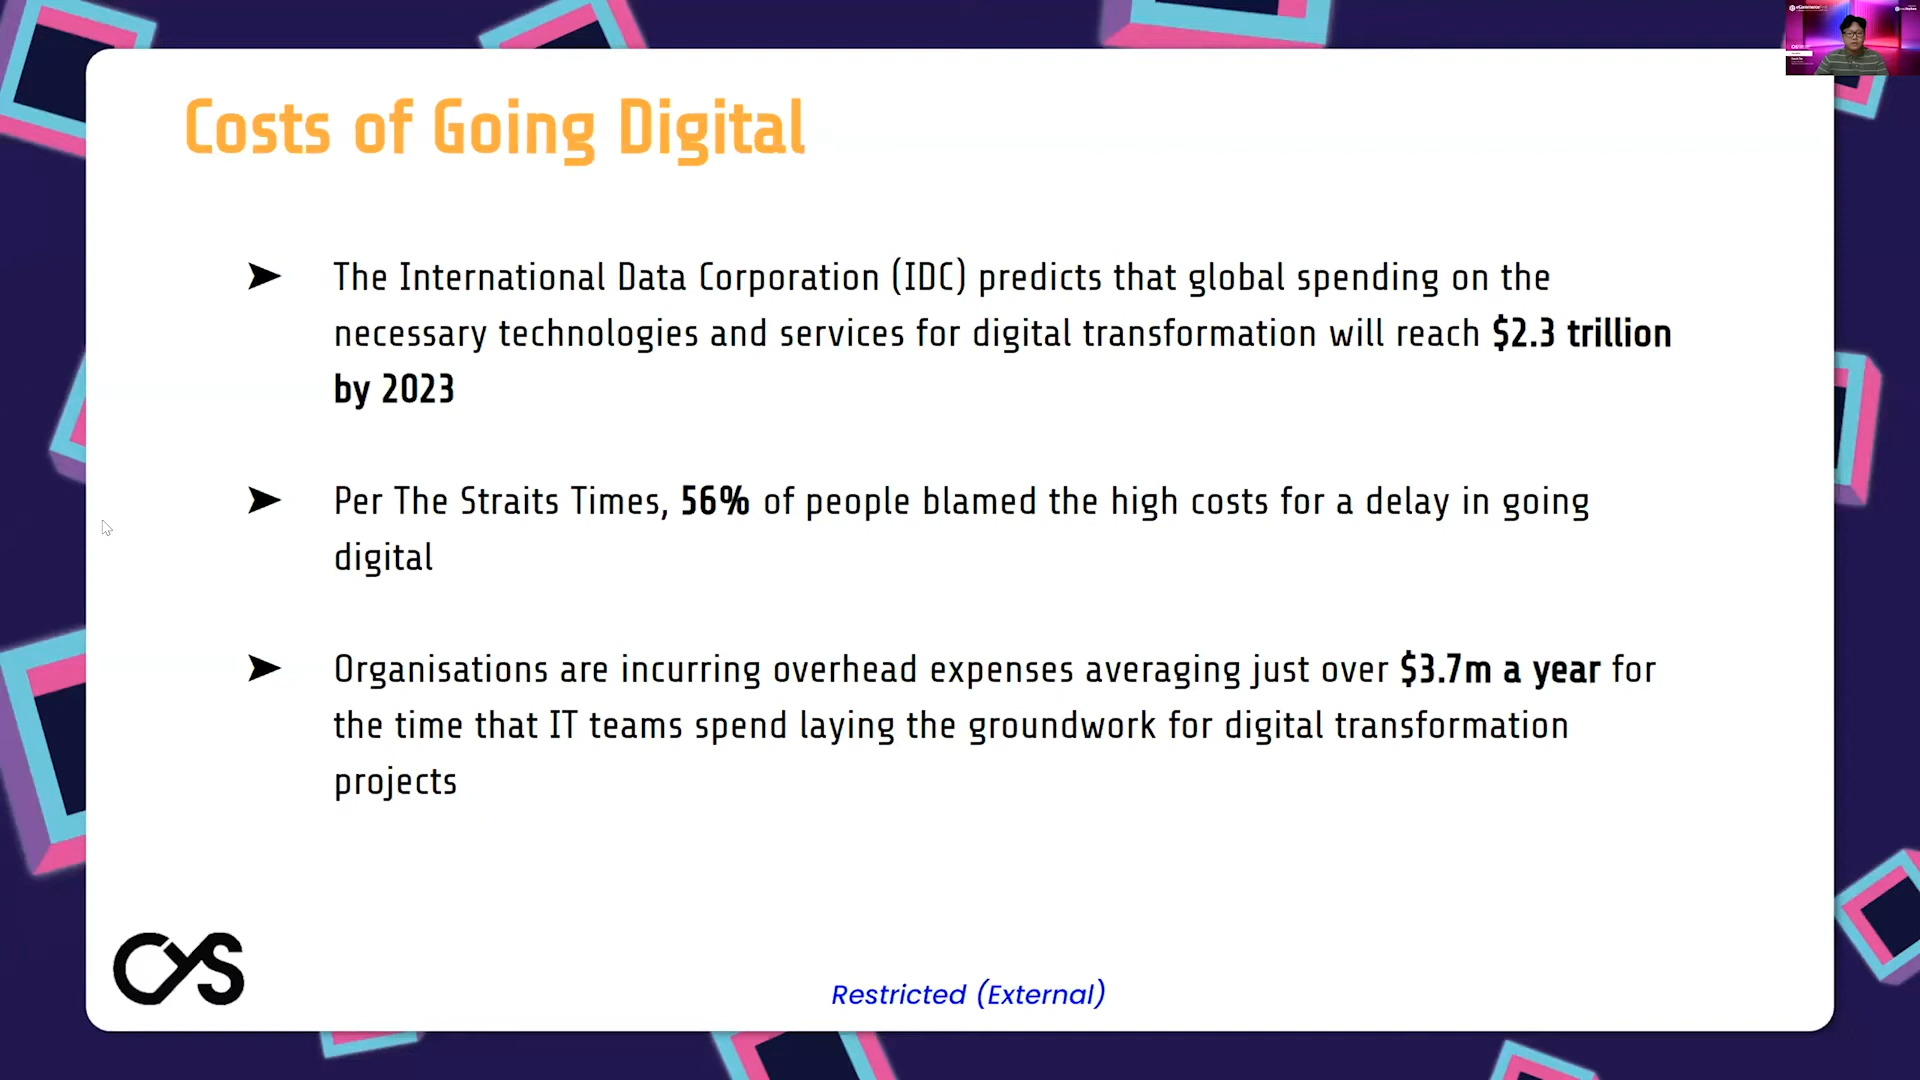 Costs of Going Digital
➤ The International Data Corporation (IDC) predicts that global spending on the
necessary technologies and services for digital transformation will reach $2.3 trillion
by 2023
➤ Per The Straits Times, 56% of people blamed the high costs for a delay in going
digital
➤ Organisations are incurring overhead expenses averaging just over $3.7m a year for
the time that IT teams spend laying the groundwork for digital transformation
projects
CYS
Restricted (External)